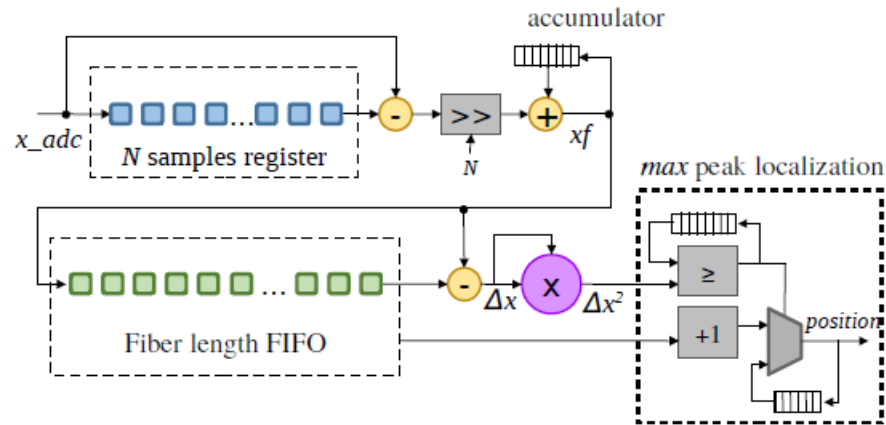 accumulator
- >> +
x_adc ... N xf
N samples register
max peak localization
≥
... - Δx x Δx²
+1 position
Fiber length FIFO